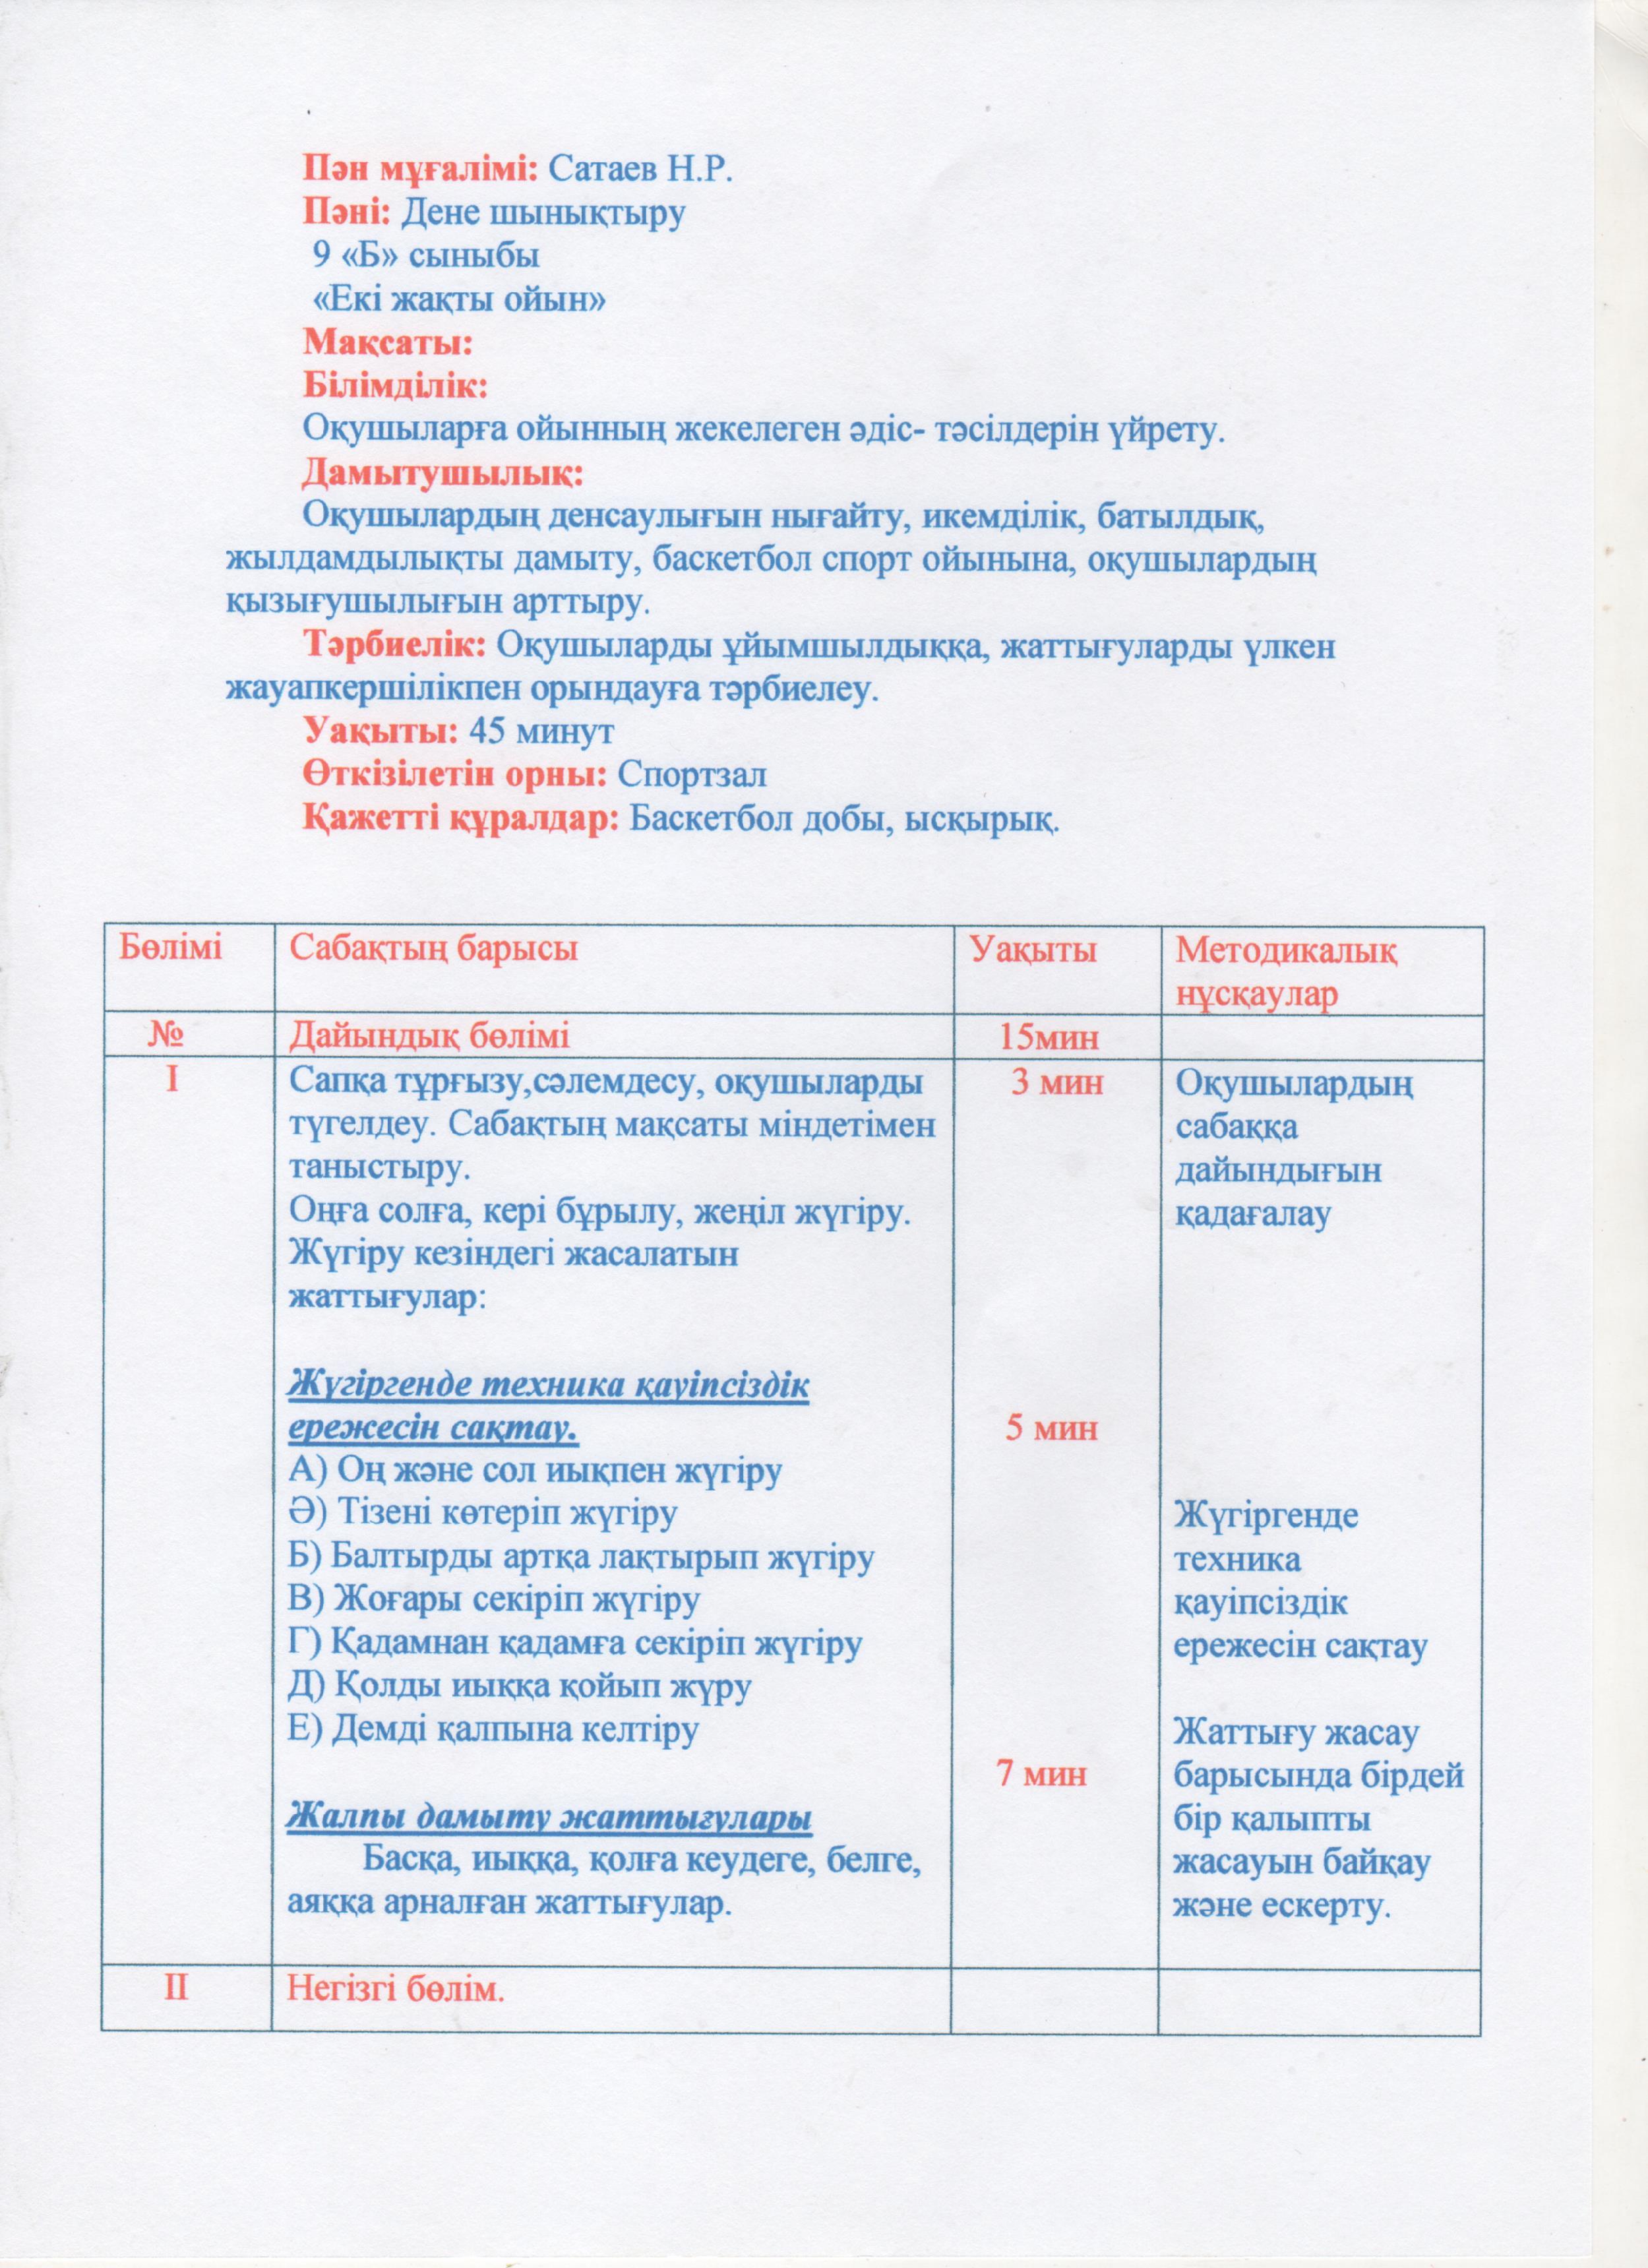 Пән мұғалімі: Сатаев Н.Р.
Пәні: Дене шынықтыру
9 «Б» сыныбы
«Екі жақты ойын»
Мақсаты:
Білімділік:
Оқушыларға ойынның жекелеген әдіс- тәсілдерін үйрету.
Дамытушылық:
Оқушылардың денсаулығын нығайту, икемділік, батылдық,
жылдамдылықты дамыту, баскетбол спорт ойынына, оқушылардың
қызығушылығын арттыру.
Тәрбиелік: Оқушыларды ұйымшылдыққа, жаттығуларды үлкен
жауапкершілікпен орындауға тәрбиелеу.
Уақыты: 45 минут
Өткізілетін орны: Спортзал
Қажетті құралдар: Баскетбол добы, ысқырық.
Бөлімі
Сабақтың барысы
Уақыты
Методикалық
нұсқаулар
№
Дайындық бөлімі
15мин
I
Сапқа тұрғызу,сәлемдесу, оқушыларды
түгелдеу. Сабақтың мақсаты міндетімен
таныстыру.
Оңға солға, кері бұрылу, жеңіл жүгіру.
Жүгіру кезіндегі жасалатын
жаттығулар:
Жүгіргенде техника қауіпсіздік
ережесін сақтау.
А) Оң және сол иықпен жүгіру
Ә) Тізені көтеріп жүгіру
Б) Балтырды артқа лақтырып жүгіру
В) Жоғары секіріп жүгіру
Г) Қадамнан қадамға секіріп жүгіру
Д) Қолды иыққа қойып жүру
Е) Демді қалпына келтіру
Жалпы дамыту жаттығулары
Басқа, иыққа, қолға кеудеге, белге,
аяққа арналған жаттығулар.
3 мин
5 мин
7 мин
Оқушылардың
сабаққа
дайындығын
қадағалау
Жүгіргенде
техника
қауіпсіздік
ережесін сақтау
Жаттығу жасау
барысында бірдей
бір қалыпты
жасауын байқау
және ескерту.
II
Негізгі бөлім.